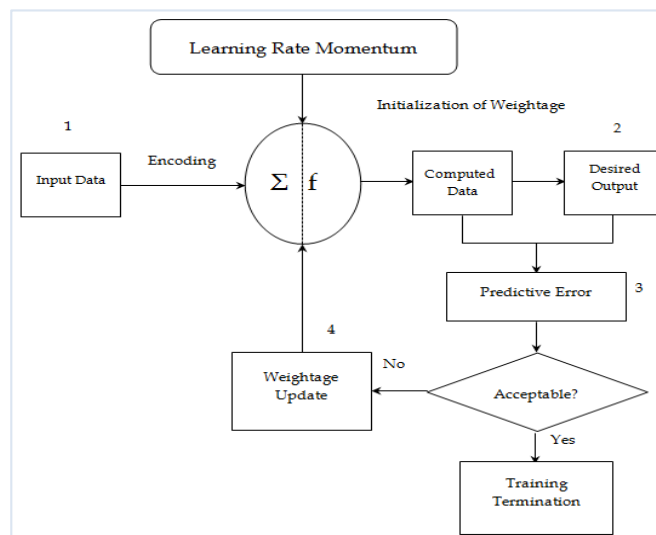 Learning Rate Momentum
Initialization of Weightage
1
2
Encoding
Input Data
Σ f
Computed
Data
Desired
Output
Predictive Error
3
4
No
Weightage
Update
Acceptable?
Yes
Training
Termination